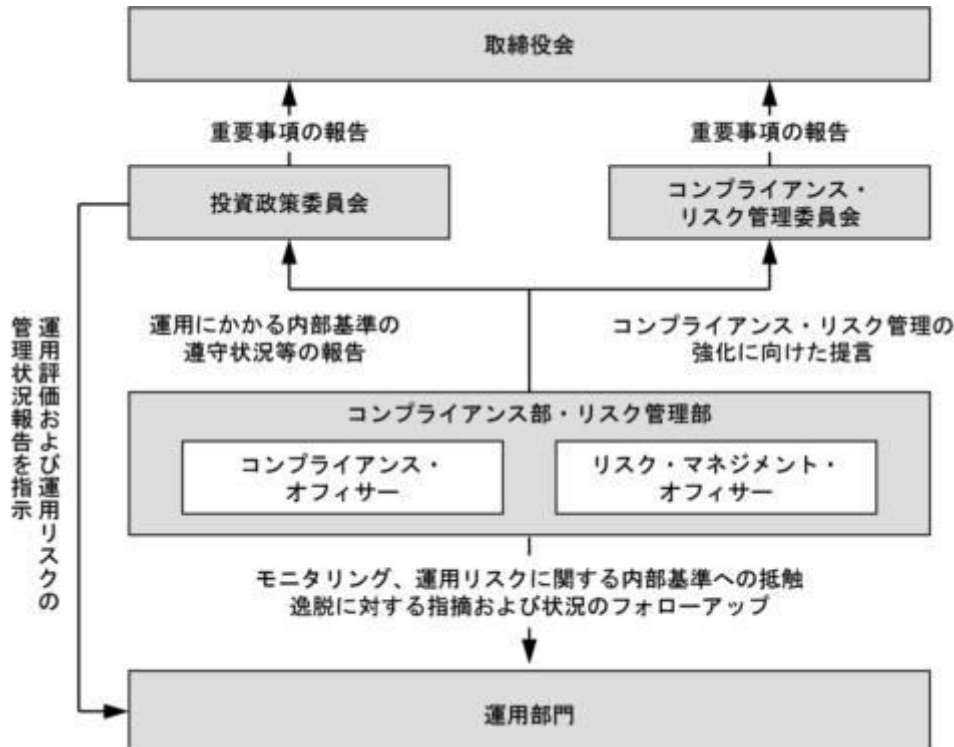 取締役会
重要事項の報告
重要事項の報告
投資政策委員会
コンプライアンス・
リスク管理委員会
運用にかかる内部基準の
遵守状況等の報告
コンプライアンス・リスク管理の
強化に向けた提言
運用評価および運用リスクの
管理状況報告を指示
コンプライアンス部・リスク管理部
コンプライアンス・
オフィサー
リスク・マネジメント・
オフィサー
モニタリング、運用リスクに関する内部基準への抵触
逸脱に対する指摘および状況のフォローアップ
運用部門